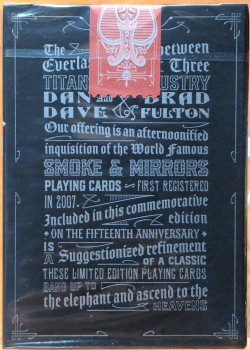 The between
Everlas Three
TITAN USTRY
DAN AND BRAD
DAVE FULTON
Our offering is an afternoonified
inquisition of the World Famous
SMOKE & MIRRORS
PLAYING CARDS FIRST REGISTERED
IN 2007.
Included in this commemorative
edition
ON THE FIFTEENTH ANNIVERSARY
IS
A Suggestionized refinement
OF A CLASSIC
THESE LIMITED EDITION PLAYING CARDS
BANG UP TO
the elephant and ascend to the
HEAVENS